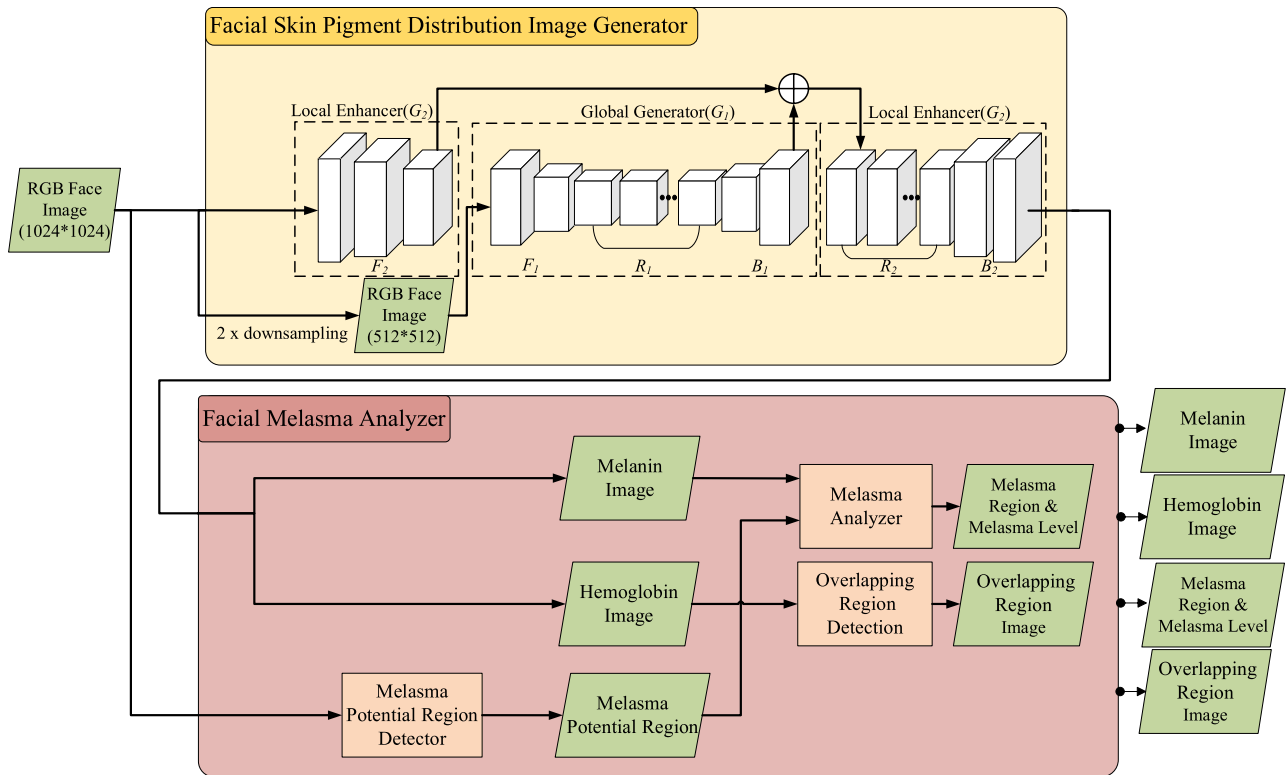 Facial Skin Pigment Distribution Image Generator
Local Enhancer(G2)
Global Generator(G1)
Local Enhancer(G2)
RGB Face
Image
(1024*1024)
F2
F1
R1
B1
R2
B2
RGB Face
Image
(512*512)
2 x downsampling
Facial Melasma Analyzer
Melanin
Image
Melasma
Analyzer
Melasma
Region &
Melasma Level
Hemoglobin
Image
Overlapping
Region
Detection
Overlapping
Region
Image
Melasma
Potential Region
Detector
Melasma
Potential Region
Melanin
Image
Hemoglobin
Image
Melasma
Region &
Melasma Level
Overlapping
Region
Image